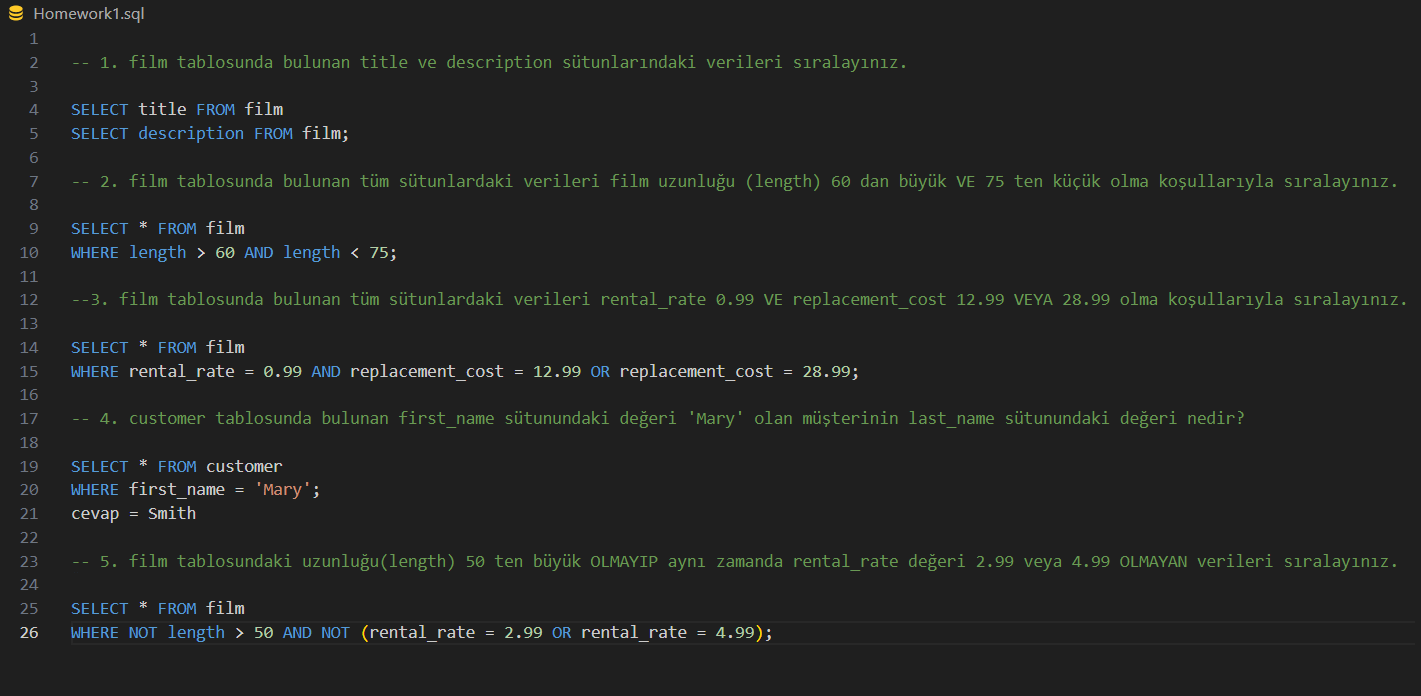 Homework1.sql
1
2 -- 1. film tablosunda bulunan title ve description sütunlarındaki verileri sıralayınız.
3
4 SELECT title FROM film
5 SELECT description FROM film;
6
7 -- 2. film tablosunda bulunan tüm sütunlardaki verileri film uzunluğu (length) 60 dan büyük VE 75 ten küçük olma koşullarıyla sıralayınız.
8
9 SELECT * FROM film
10 WHERE length > 60 AND length < 75;
11
12 --3. film tablosunda bulunan tüm sütunlardaki verileri rental_rate 0.99 VE replacement_cost 12.99 VEYA 28.99 olma koşullarıyla sıralayınız.
13
14 SELECT * FROM film
15 WHERE rental_rate = 0.99 AND replacement_cost = 12.99 OR replacement_cost = 28.99;
16
17 -- 4. customer tablosunda bulunan first_name sütunundaki değeri 'Mary' olan müşterinin last_name sütunundaki değeri nedir?
18
19 SELECT * FROM customer
20 WHERE first_name = 'Mary';
21 cevap = Smith
22
23 -- 5. film tablosundaki uzunluğu(length) 50 ten büyük OLMAYIP aynı zamanda rental_rate değeri 2.99 veya 4.99 OLMAYAN verileri sıralayınız.
24
25 SELECT * FROM film
26 WHERE NOT length > 50 AND NOT (rental_rate = 2.99 OR rental_rate = 4.99);